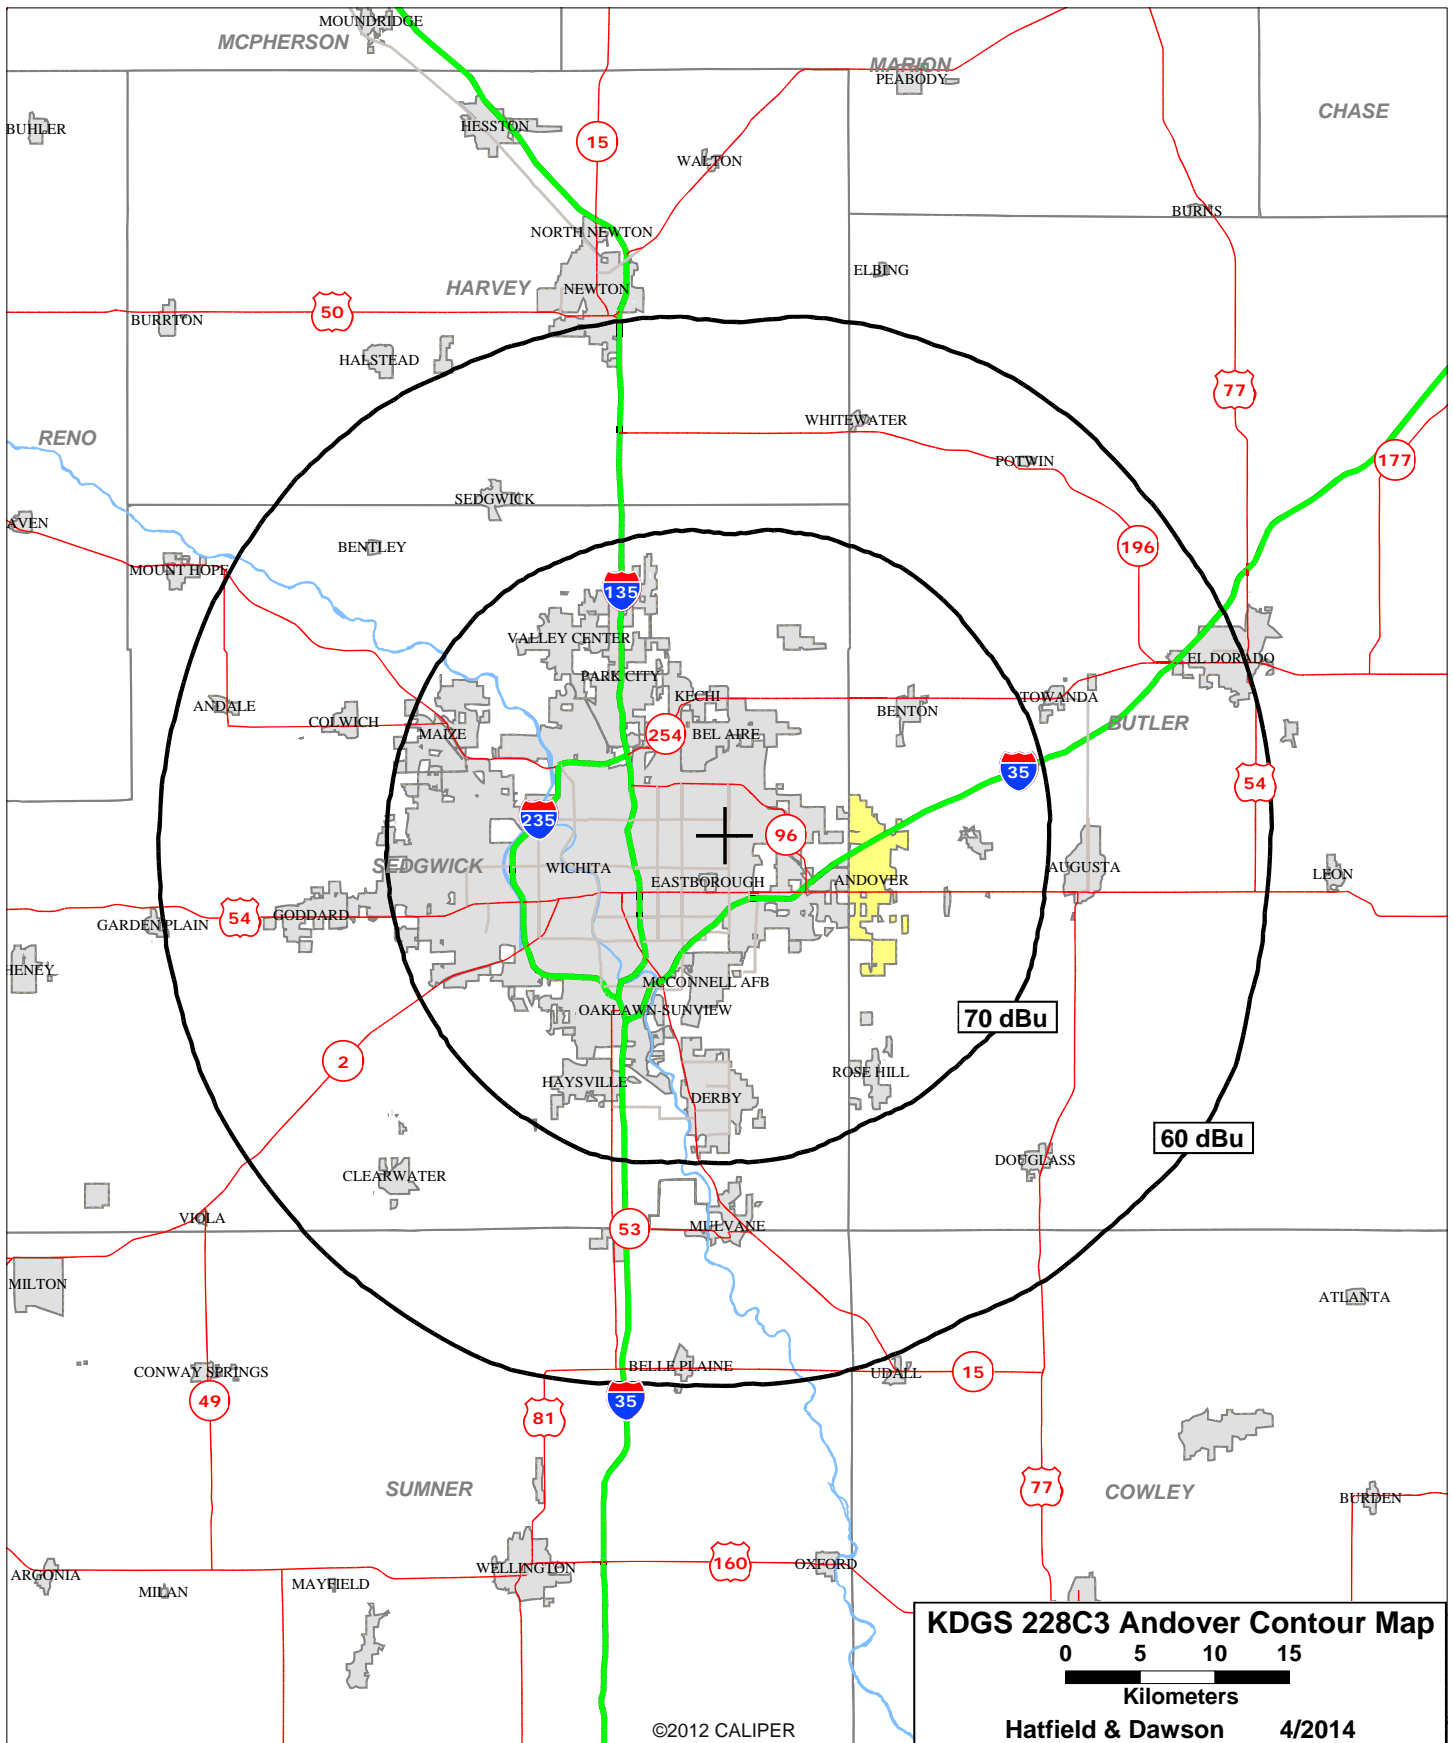 MOUNDRIDGE
MCPHERSON
MARION
PEABODY
CHASE
BUHLER
HESSTON
15
WALTON
BURNS
NORTH NEWTON
ELBING
HARVEY
NEWTON
50
BURRTON
HALSTEAD
77
WHITEWATER
RENO
177
POTWIN
SEDGWICK
AVEN
BENTLEY
196
MOUNT HOPE
135
VALLEY CENTER
EL DORADO
PARK CITY
KECHI
TOWANDA
ANDALE
BENTON
COLWICH
BUTLER
MAIZE
254
BEL AIRE
35
54
235
96
SEDGWICK
WICHITA
EASTBOROUGH
ANDOVER
AUGUSTA
LEON
GODDARD
54
GARDEN PLAIN
HENEY
MCCONNELL AFB
OAKLAWN-SUNVIEW
70 dBu
2
HAYSVILLE
ROSE HILL
DERBY
60 dBu
DOUGLASS
CLEARWATER
VIOLA
53
MULVANE
MILTON
ATLANTA
BELLE PLAINE
CONWAY SPRINGS
UDALL
15
49
35
81
SUMNER
77
COWLEY
BURDEN
WELLINGTON
160
OXFORD
ARGONIA
MILAN
MAYFIELD
KDGS 228C3 Andover Contour Map
0 5 10 15
Kilometers
©2012 CALIPER
Hatfield & Dawson 4/2014